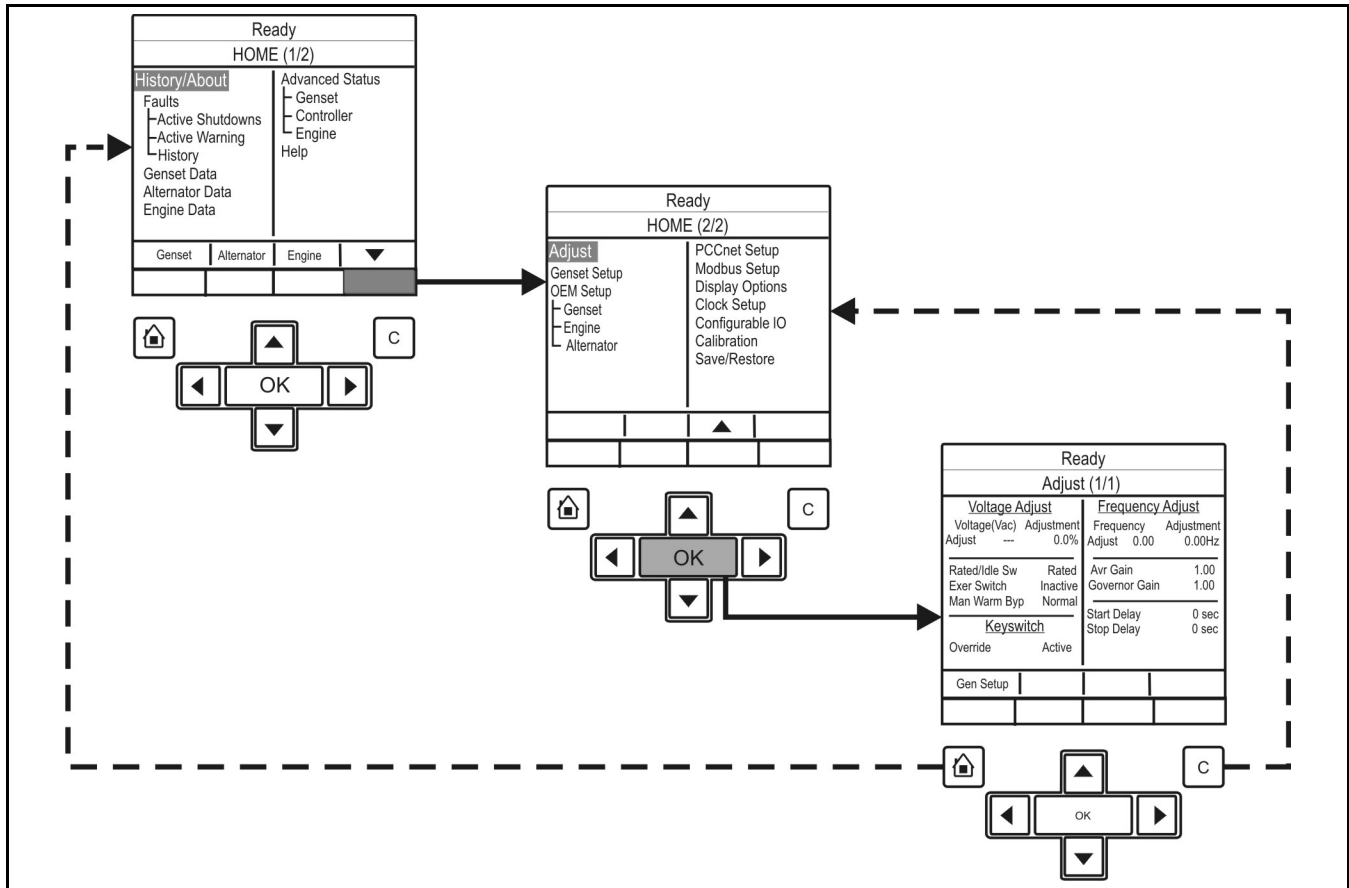 Ready
HOME (1/2)
History/About
Faults
Active Shutdowns
Active Warning
History
Genset Data
Alternator Data
Engine Data
Advanced Status
Genset
Controller
Engine
Help
Genset Alternator Engine
C
OK
Ready
HOME (2/2)
Adjust
Genset Setup
OEM Setup
Genset
Engine
Alternator
PCCnet Setup
Modbus Setup
Display Options
Clock Setup
Configurable IO
Calibration
Save/Restore
C
OK
Ready
Adjust (1/1)
Voltage Adjust
Voltage(Vac) Adjustment
Adjust --- 0.0%
Rated/Idle Sw Rated
Exer Switch Inactive
Man Warm Byp Normal
Keyswitch
Override Active
Frequency Adjust
Frequency Adjustment
Adjust 0.00 0.00Hz
Avr Gain 1.00
Governor Gain 1.00
Start Delay 0 sec
Stop Delay 0 sec
Gen Setup
C
OK